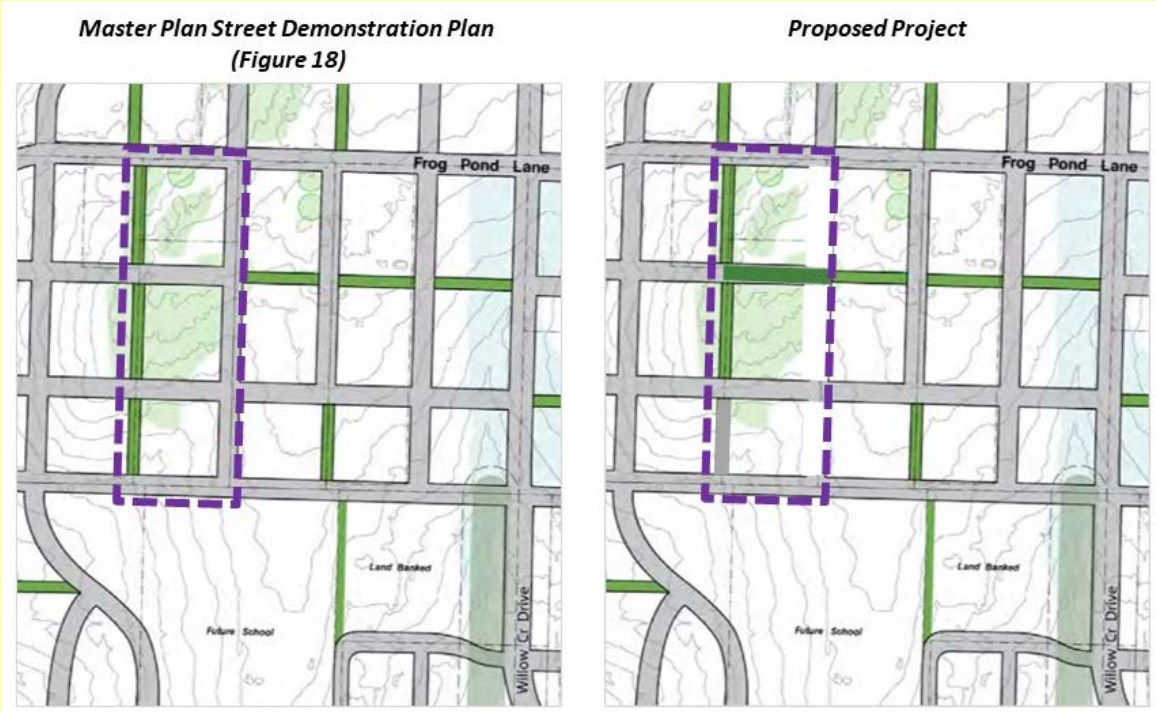 Master Plan Street Demonstration Plan
(Figure 18)
Proposed Project
Frog Pond Lane
Land Banked
Future School
Willow Cr Drive
Frog Pond Lane
Land Banked
Future School
Willow Cr Drive